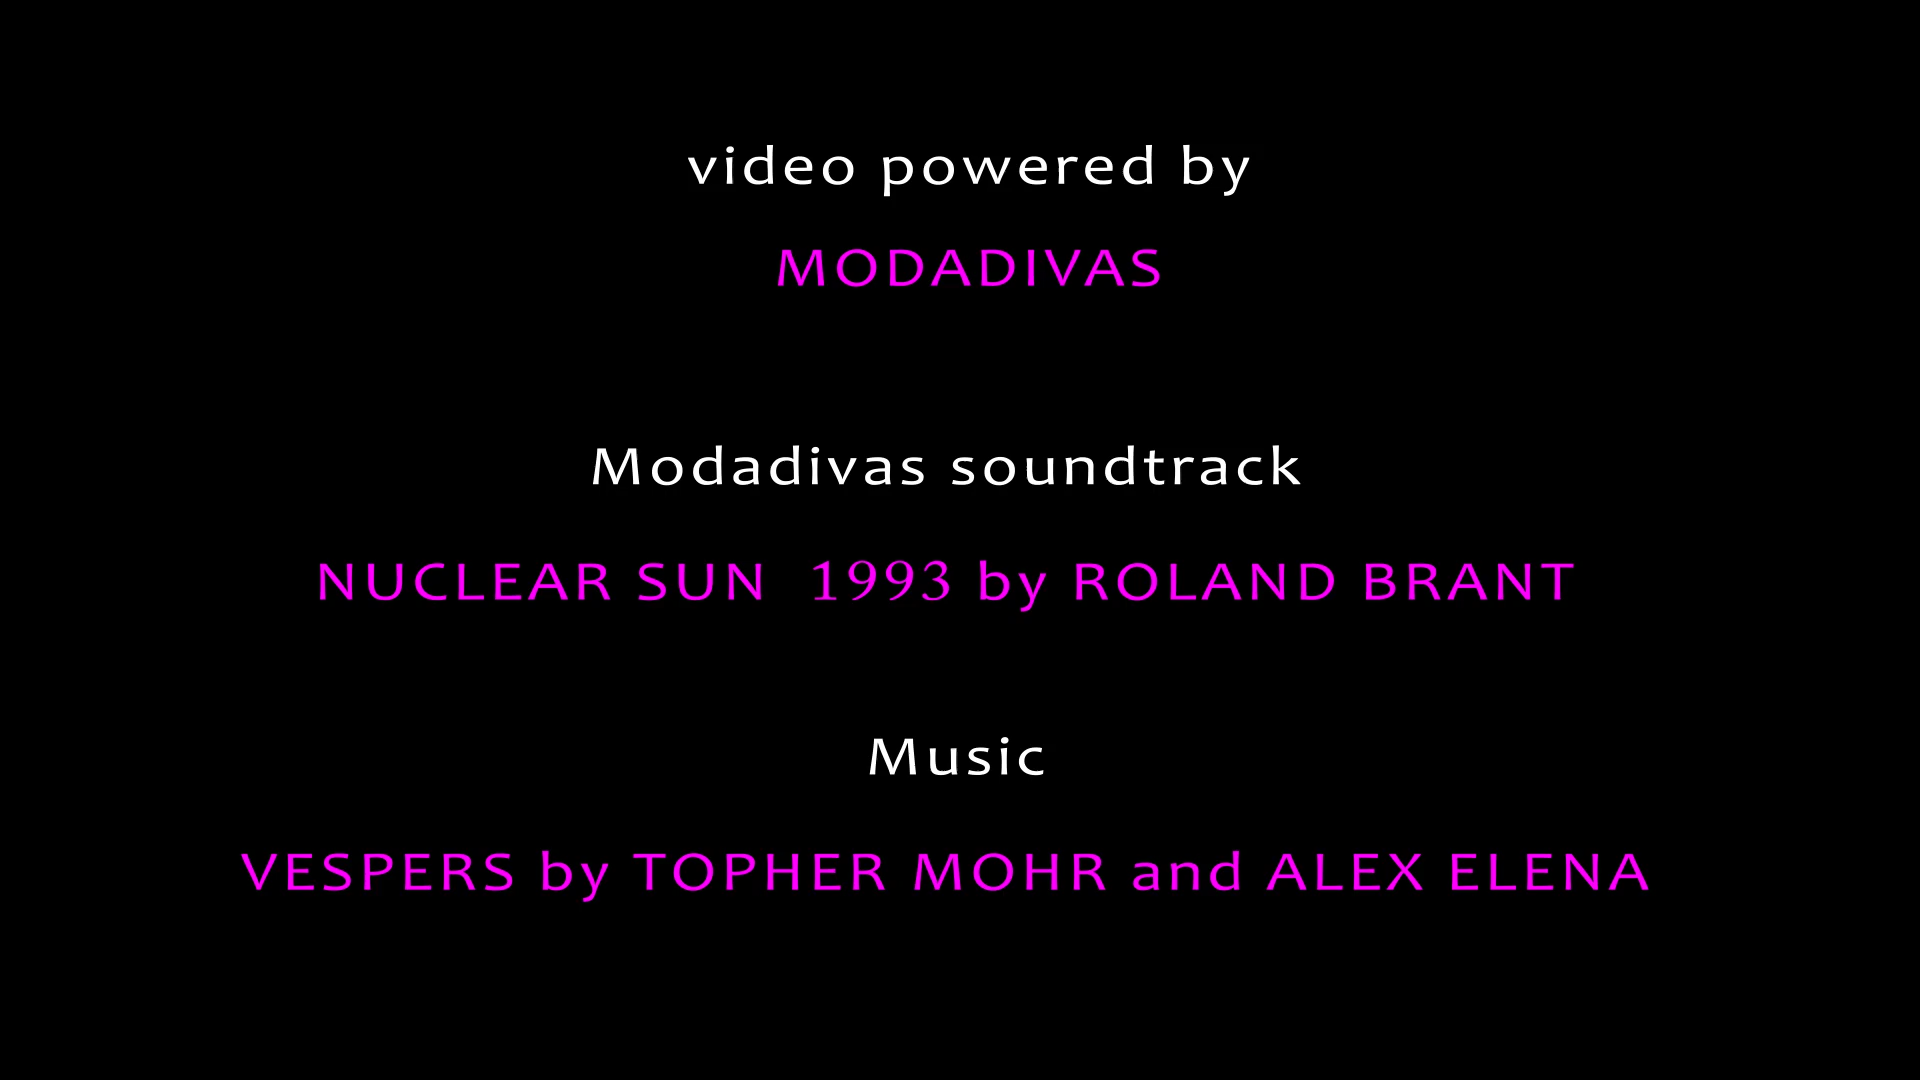 video powered by
MODADIVAS
Modadivas soundtrack
NUCLEAR SUN  1993 by ROLAND BRANT
Music
VESPERS by TOPHER MOHR and ALEX ELENA